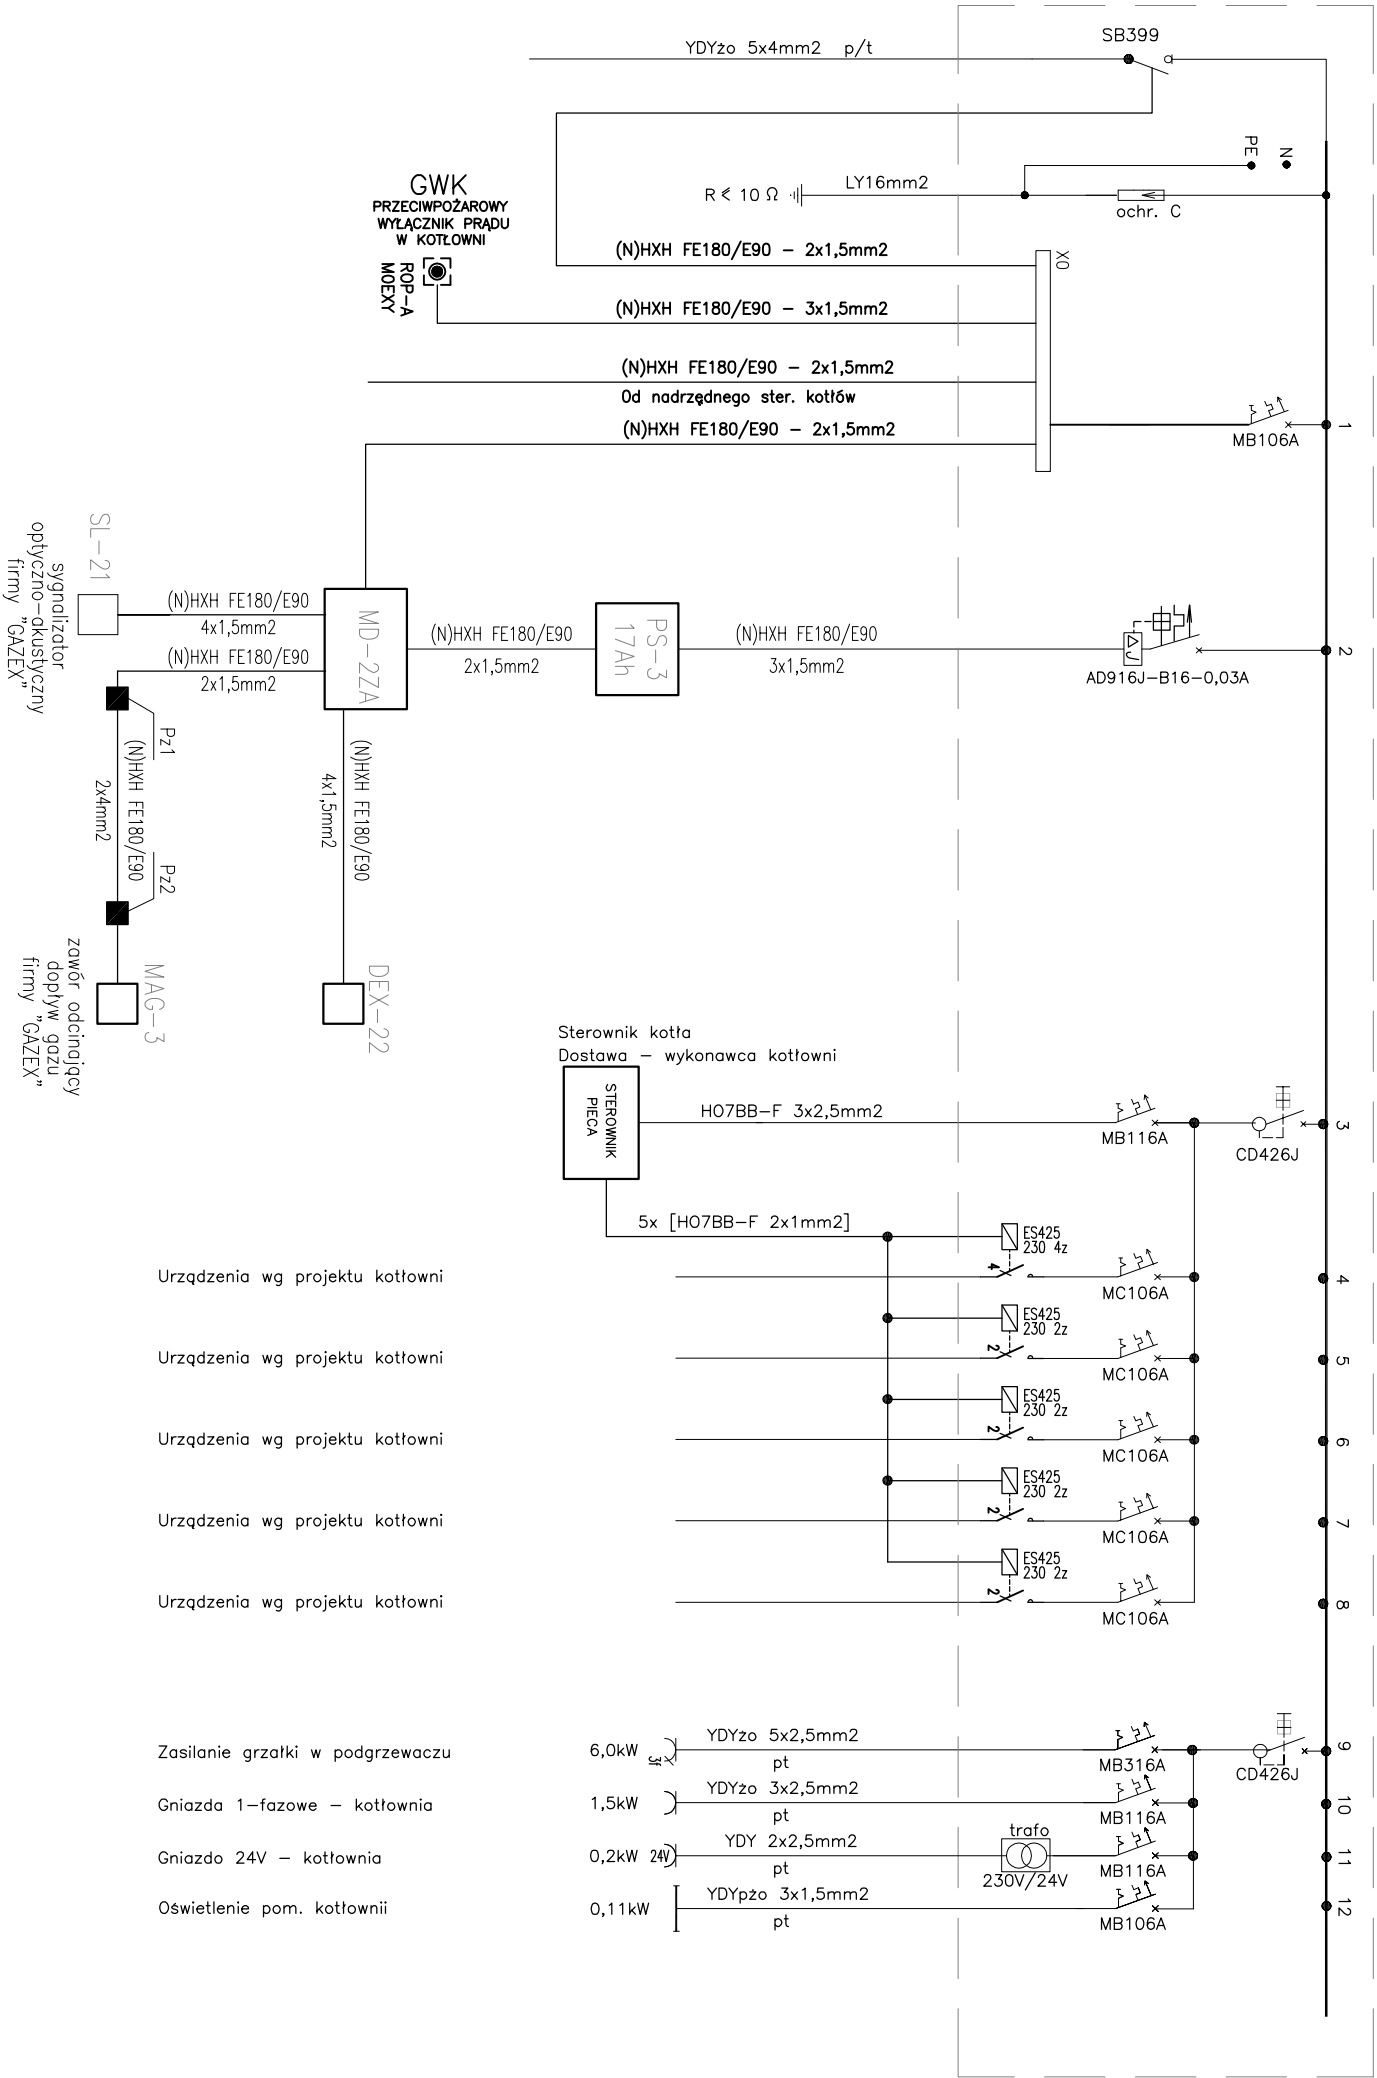 SB399
YDYżo 5x4mm2 p/t
N
PE
LY16mm2
R < 10 Ω
ochr. C
GWK
PRZECIWPOŻAROWY
WYŁĄCZNIK PRĄDU
W KOTŁOWNI
ROP-A
MOEXY
X0
(N)HXH FE180/E90 - 2x1,5mm2
(N)HXH FE180/E90 - 3x1,5mm2
(N)HXH FE180/E90 - 2x1,5mm2
Od nadrzędnego ster. kotłów
(N)HXH FE180/E90 - 2x1,5mm2
MB106A
1
SL-21
sygnalizator
optyczno-akustyczny
firmy "GAZEX"
(N)HXH FE180/E90
4x1,5mm2
(N)HXH FE180/E90
2x1,5mm2
MD-2ZA
(N)HXH FE180/E90
2x1,5mm2
PS-3
17Ah
(N)HXH FE180/E90
3x1,5mm2
AD916J-B16-0,03A
2
Pz1
(N)HXH FE180/E90
2x4mm2
Pz2
(N)HXH FE180/E90
4x1,5mm2
MAG-3
zawór odcinający
dopływ gazu
firmy "GAZEX"
DEX-22
Sterownik kotła
Dostawa - wykonawca kotłowni
STEROWNIK
PIECA
HO7BB-F 3x2,5mm2
MB116A
CD426J
3
5x [HO7BB-F 2x1mm2]
ES425
230 4z
Urządzenia wg projektu kotłowni
4
MC106A
4
ES425
230 2z
Urządzenia wg projektu kotłowni
2
MC106A
5
ES425
230 2z
Urządzenia wg projektu kotłowni
2
MC106A
6
ES425
230 2z
Urządzenia wg projektu kotłowni
2
MC106A
7
ES425
230 2z
Urządzenia wg projektu kotłowni
2
MC106A
8
Zasilanie grzałki w podgrzewaczu
6,0kW
3f
YDYżo 5x2,5mm2
pt
MB316A
CD426J
9
Gniazda 1-fazowe - kotłownia
1,5kW
YDYżo 3x2,5mm2
pt
MB116A
10
Gniazdo 24V - kotłownia
0,2kW
24V
YDY 2x2,5mm2
pt
trafo
230V/24V
MB116A
11
Oświetlenie pom. kotłownii
0,11kW
YDYpżo 3x1,5mm2
pt
MB106A
12